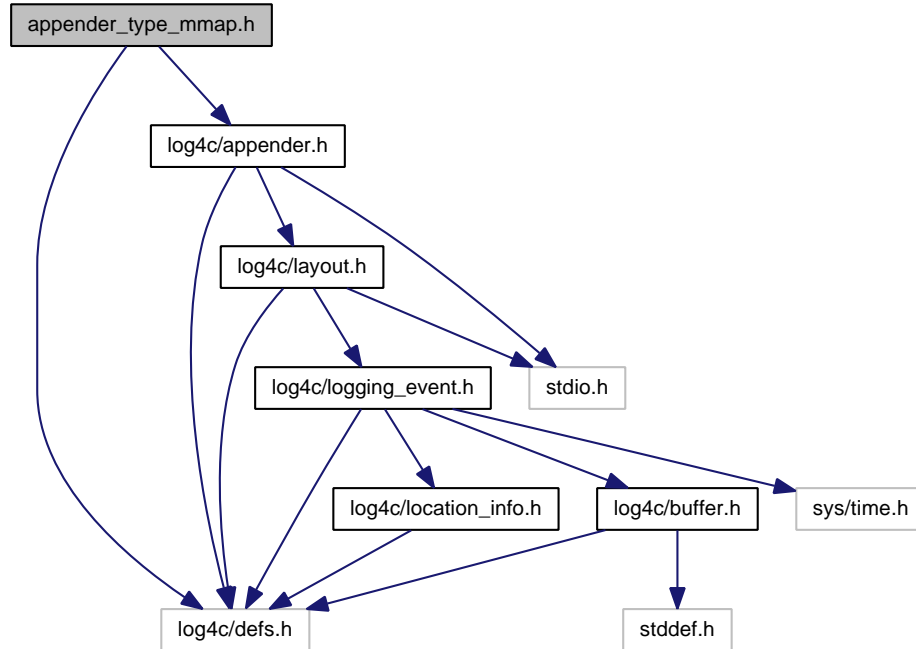 appender_type_mmap.h
log4c/appender.h
log4c/layout.h
log4c/logging_event.h
stdio.h
log4c/location_info.h
log4c/buffer.h
sys/time.h
log4c/defs.h
stddef.h